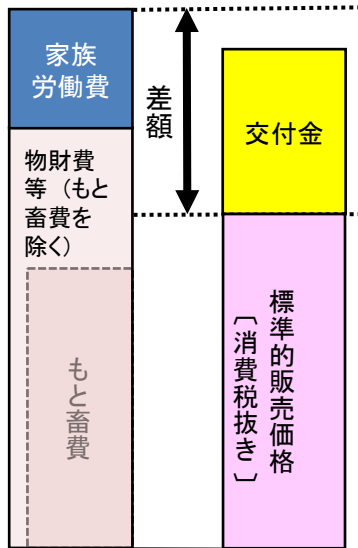 家族
労働費
物財費
等（もと
畜費を
除く）
もと畜費
差額
交付金
標準的販売価格
〔消費税抜き〕